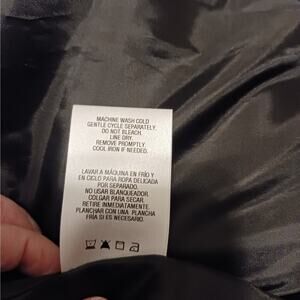 MACHINE WASH COLD
GENTLE CYCLE SEPARATELY.
DO NOT BLEACH.
LINE DRY.
REMOVE PROMPTLY.
COOL IRON IF NEEDED.
LAVAR A MÁQUINA EN FRÍO Y
EN CICLO PARA ROPA DELICADA
POR SEPARADO.
NO USAR BLANQUEADOR.
COLGAR PARA SECAR.
RETIRE INMEDIATAMENTE.
PLANCHAR CON UNA PLANCHA
FRIA SI ES NECESARIO.